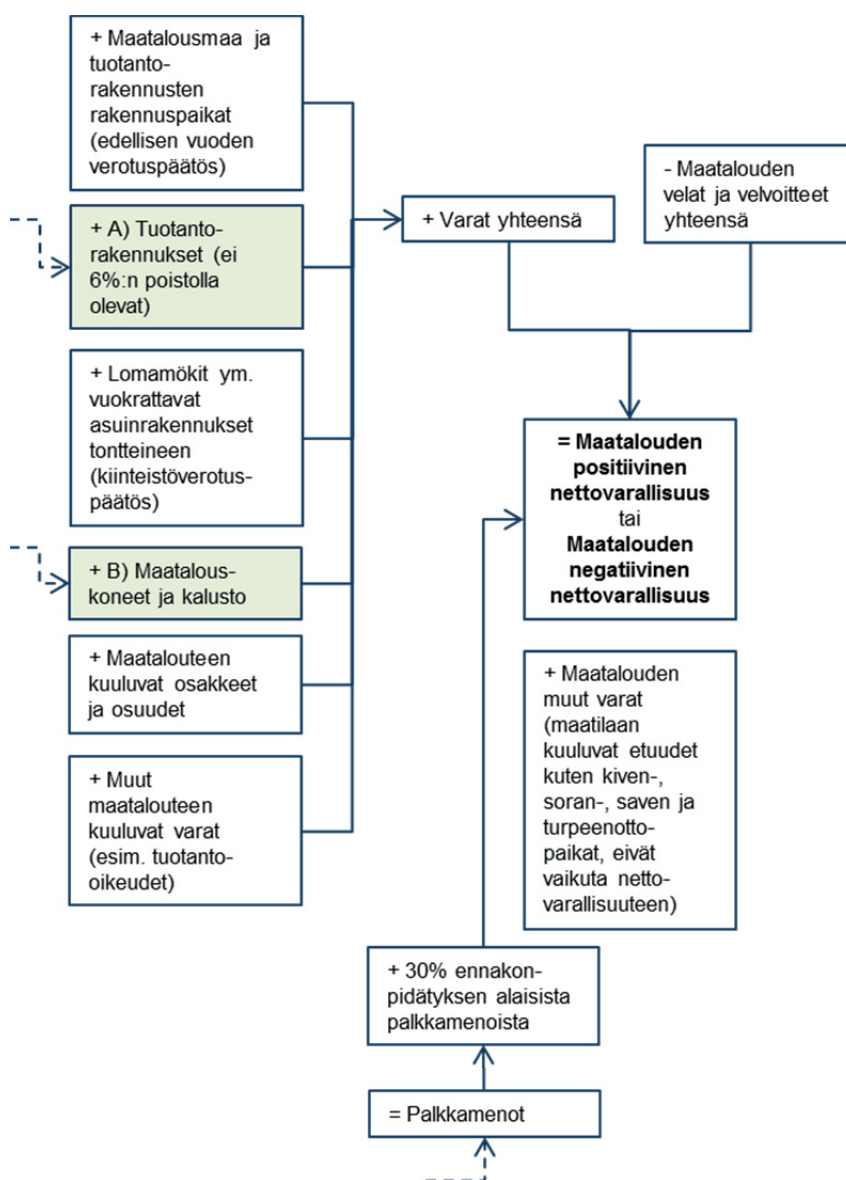 + Maatalousmaa ja
tuotanto-
rakennusten
rakennuspaikat
(edellisen vuoden
verotuspäätös)
+ A) Tuotanto-
rakennukset (ei
6%:n poistolla
olevat)
+ Lomamökit ym.
vuokrattavat
asuinrakennukset
tontteineen
(kiinteistöverotus-
päätös)
+ B) Maatalous-
koneet ja kalusto
+ Maatalouteen
kuuluvat osakkeet
ja osuudet
+ Muut
maatalouteen
kuuluvat varat
(esim. tuotanto-
oikeudet)
+ Varat yhteensä
- Maatalouden
velat ja velvoitteet
yhteensä
= Maatalouden
positiivinen
nettovarallisuus
tai
Maatalouden
negatiivinen
nettovarallisuus
+ Maatalouden
muut varat
(maatilaan
kuuluvat etuudet
kuten kiven-,
soran-, saven ja
turpeenotto-
paikat, eivät
vaikuta netto-
varallisuuteen)
+ 30% ennakon-
pidätyksen alaisista
palkkamenoista
= Palkkamenot